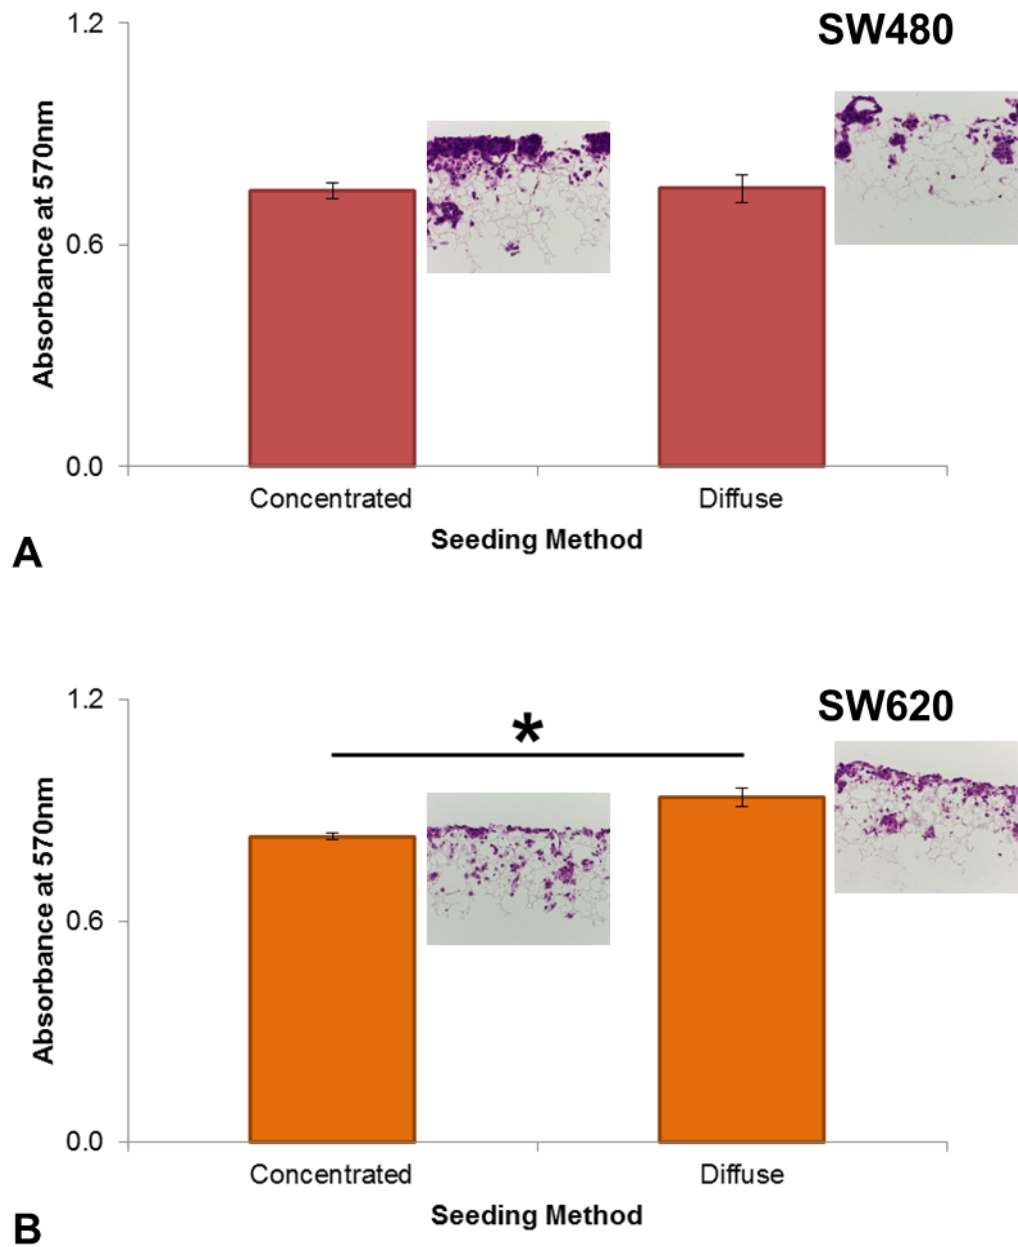 1.2
SW480
Absorbance at 570nm
0.6
0.0
Concentrated
Diffuse
Seeding Method
A
1.2
SW620
*
Absorbance at 570nm
0.6
0.0
Concentrated
Diffuse
Seeding Method
B